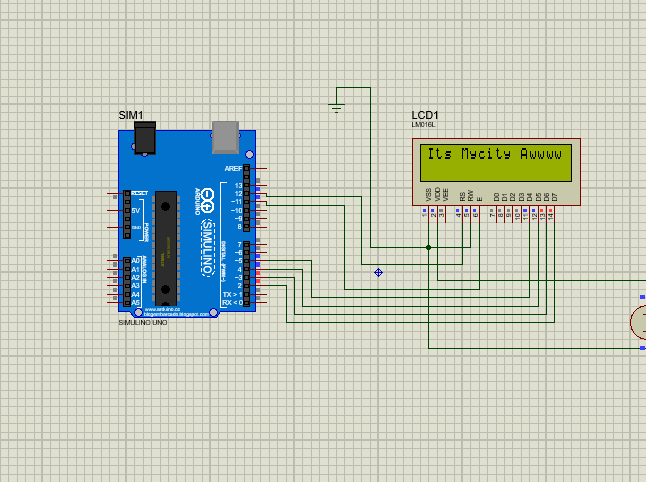 SIM1
LCD1
LM016L
Its Mycity Awwww
VSS
VDD
VEE
RS
RW
E
D0
D1
D2
D3
D4
D5
D6
D7
1
2
3
4
5
6
7
8
9
10
11
12
13
14
AREF
13
12
~11
~10
~9
8
7
~6
~5
4
~3
2
TX > 1
RX < 0
RESET
5V
GND
POWER
A0
A1
A2
A3
A4
A5
ANALOG IN
ARDUINO
SIMULINO
DIGITAL (PWM~)
www.arduino.cc
blogembarcado.blogspot.com
SIMULINO UNO